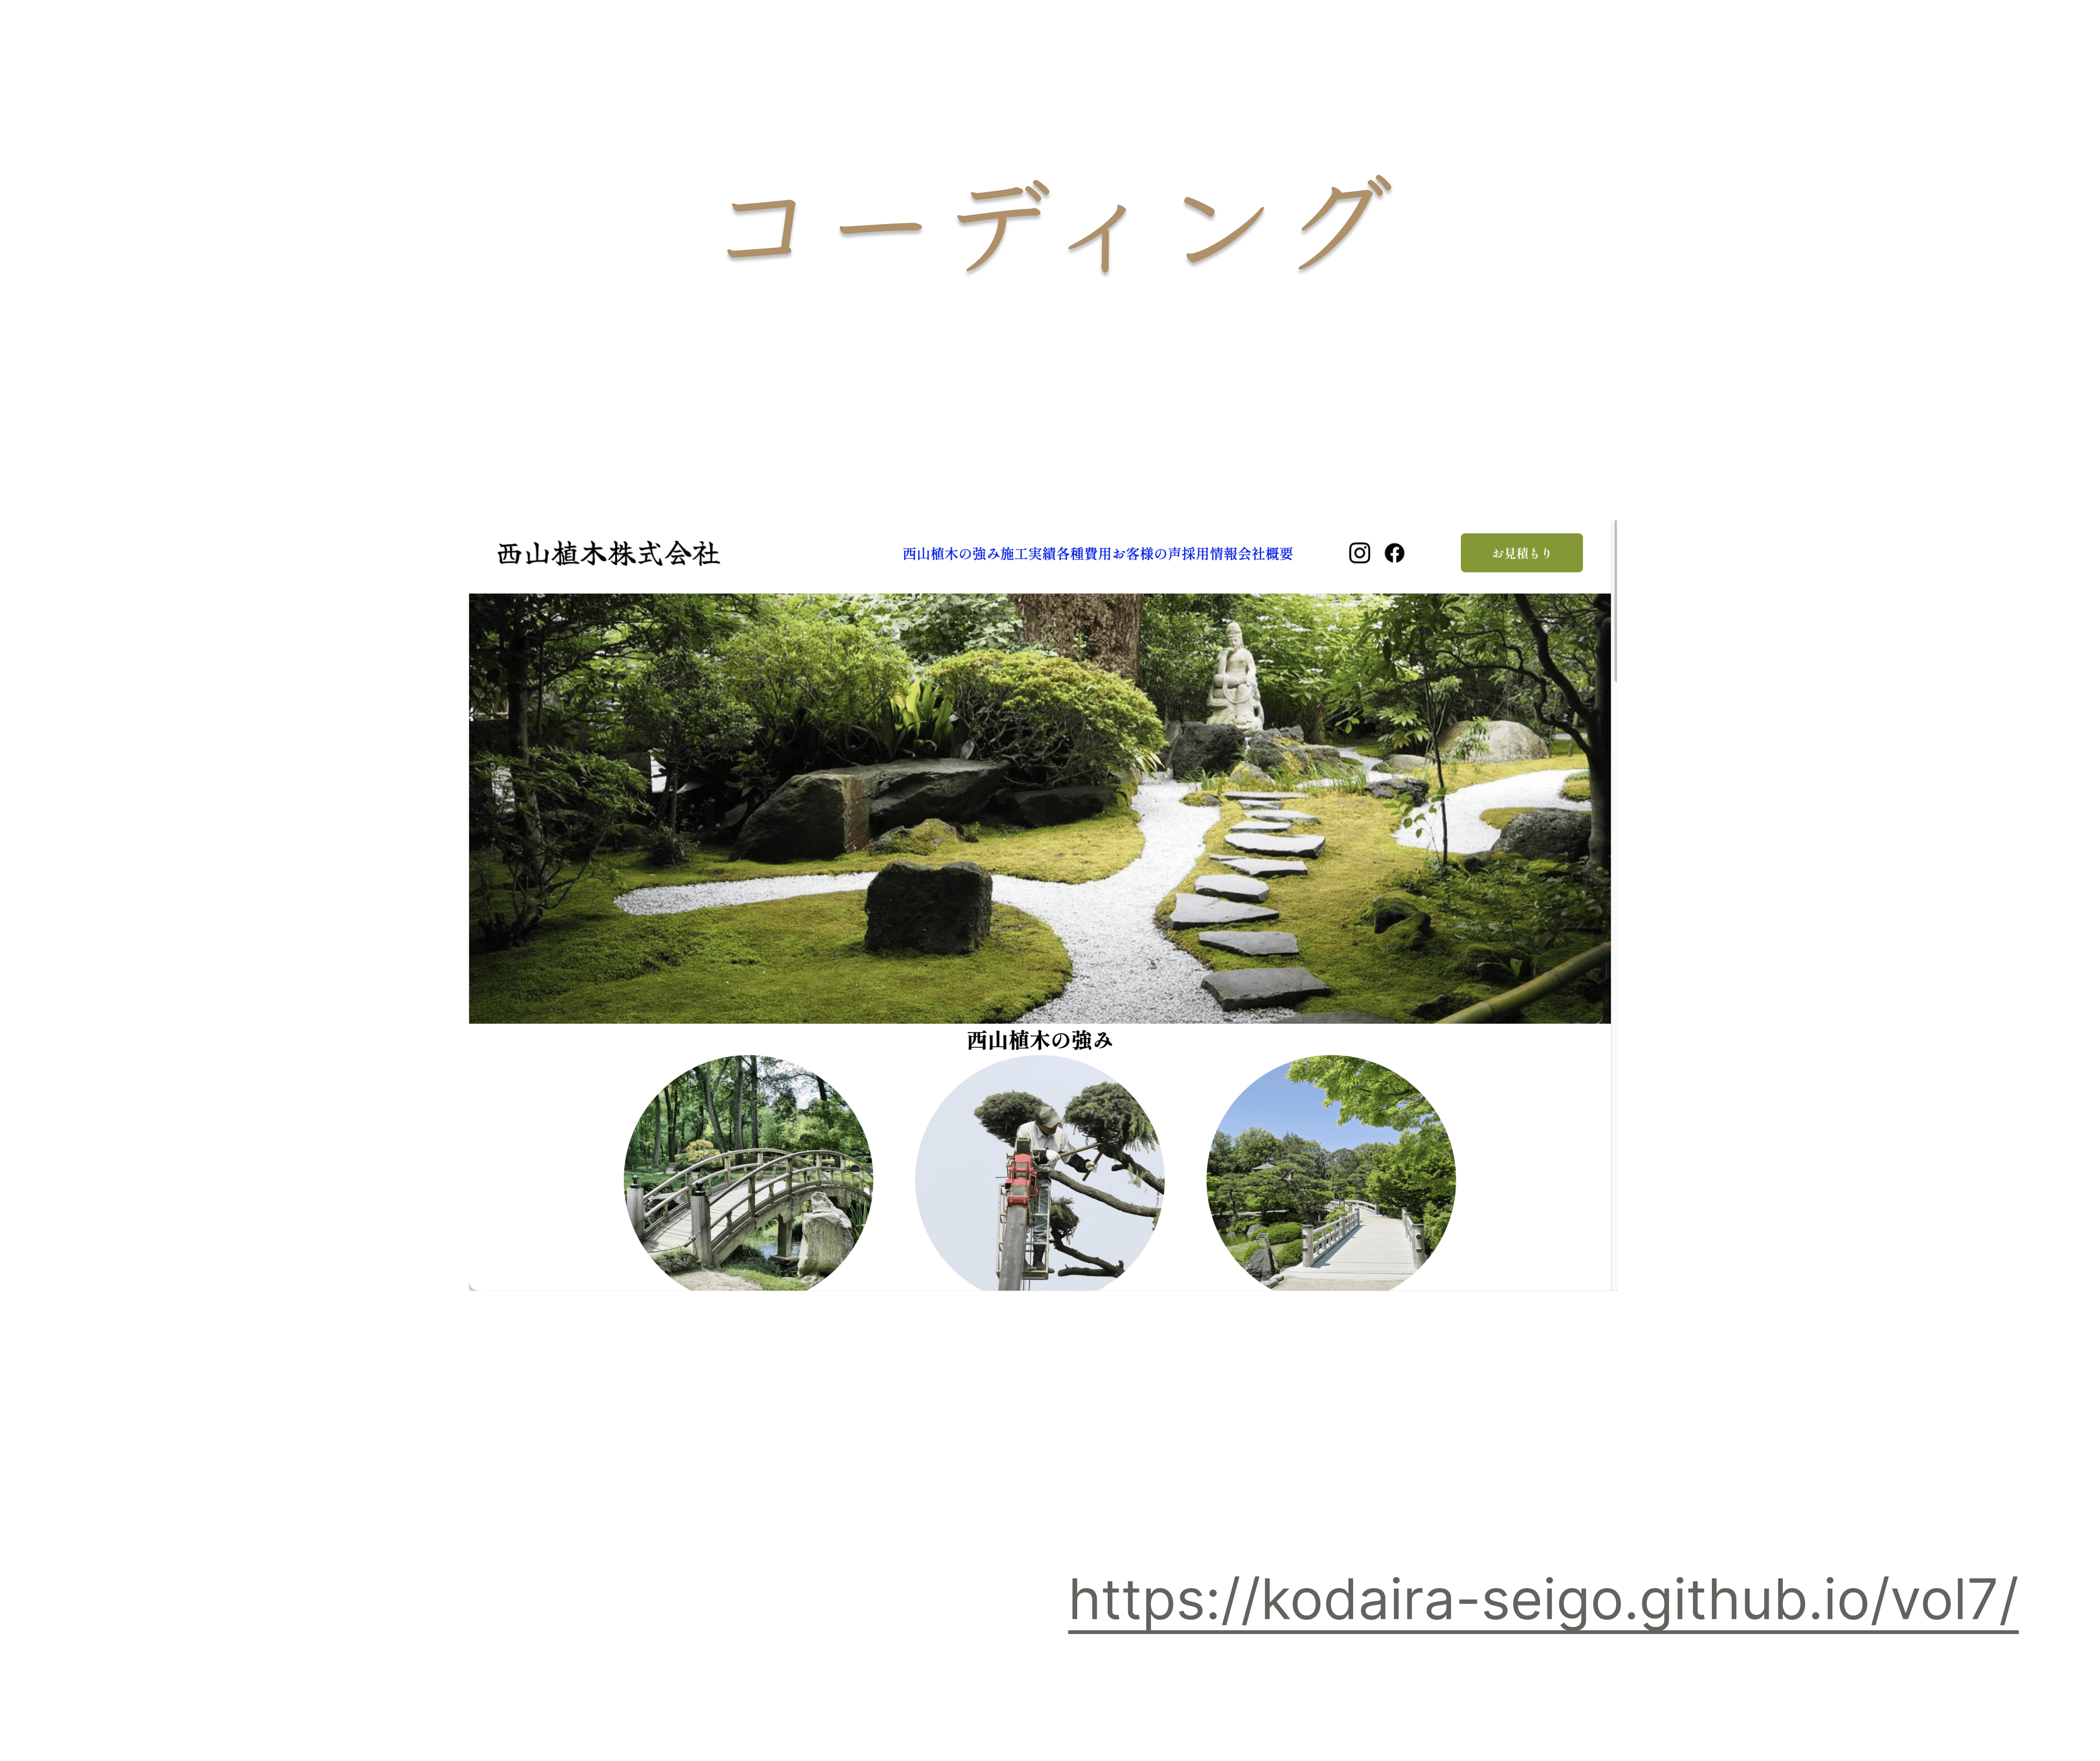 コーディング
西山植木株式会社
西山植木の強み施工実績各種費用お客様の声採用情報会社概要
お見積もり
西山植木の強み
https://kodaira-seigo.github.io/vol7/